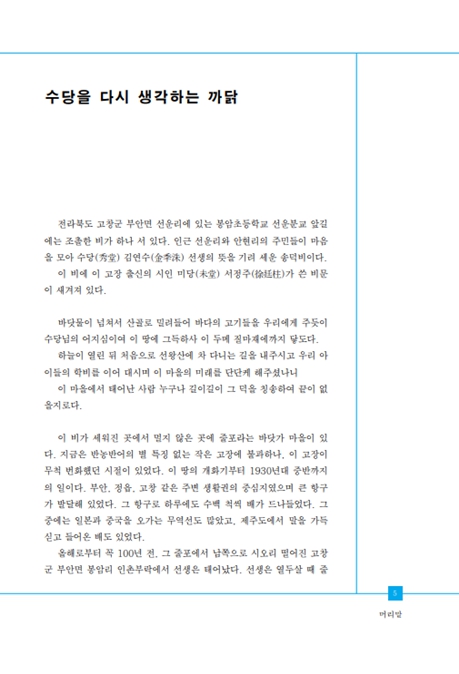 수당을 다시 생각하는 까닭
전라북도 고창군 부안면 선운리에 있는 봉암초등학교 선운분교 앞길
에는 조촐한 비가 하나 서 있다. 인근 선운리와 안현리의 주민들이 마음
을 모아 수당(秀堂) 김연수(金秊洙) 선생의 뜻을 기려 세운 송덕비이다.
이 비에 이 고장 출신의 시인 미당(未堂) 서정주(徐廷柱)가 쓴 비문
이 새겨져 있다.
바닷물이 넘쳐서 산골로 밀려들어 바다의 고기들을 우리에게 주듯이
수당님의 어지심이여 이 땅에 그득하사 이 두메 질마재에까지 닿도다.
하늘이 열린 뒤 처음으로 선왕산에 차 다니는 길을 내주시고 우리 아
이들의 학비를 이어 대시며 이 마을의 미래를 단단케 해주셨나니
이 마을에서 태어난 사람 누구나 길이길이 그 덕을 칭송하여 끝이 없
을지로다.
이 비가 세워진 곳에서 멀지 않은 곳에 줄포라는 바닷가 마을이 있
다. 지금은 반농반어의 별 특징 없는 작은 고장에 불과하나, 이 고장이
무척 번화했던 시절이 있었다. 이 땅의 개화기부터 1930년대 중반까지
의 일이다. 부안, 정읍, 고창 같은 주변 생활권의 중심지였으며 큰 항구
가 발달해 있었다. 그 항구로 하루에도 수백 척씩 배가 드나들었다. 그
중에는 일본과 중국을 오가는 무역선도 많았고, 제주도에서 말을 가득
싣고 들어온 배도 있었다.
올해로부터 꼭 100년 전, 그 줄포에서 남쪽으로 시오리 떨어진 고창
군 부안면 봉암리 인촌부락에서 선생은 태어났다. 선생은 열두살 때 줄
5
머리말